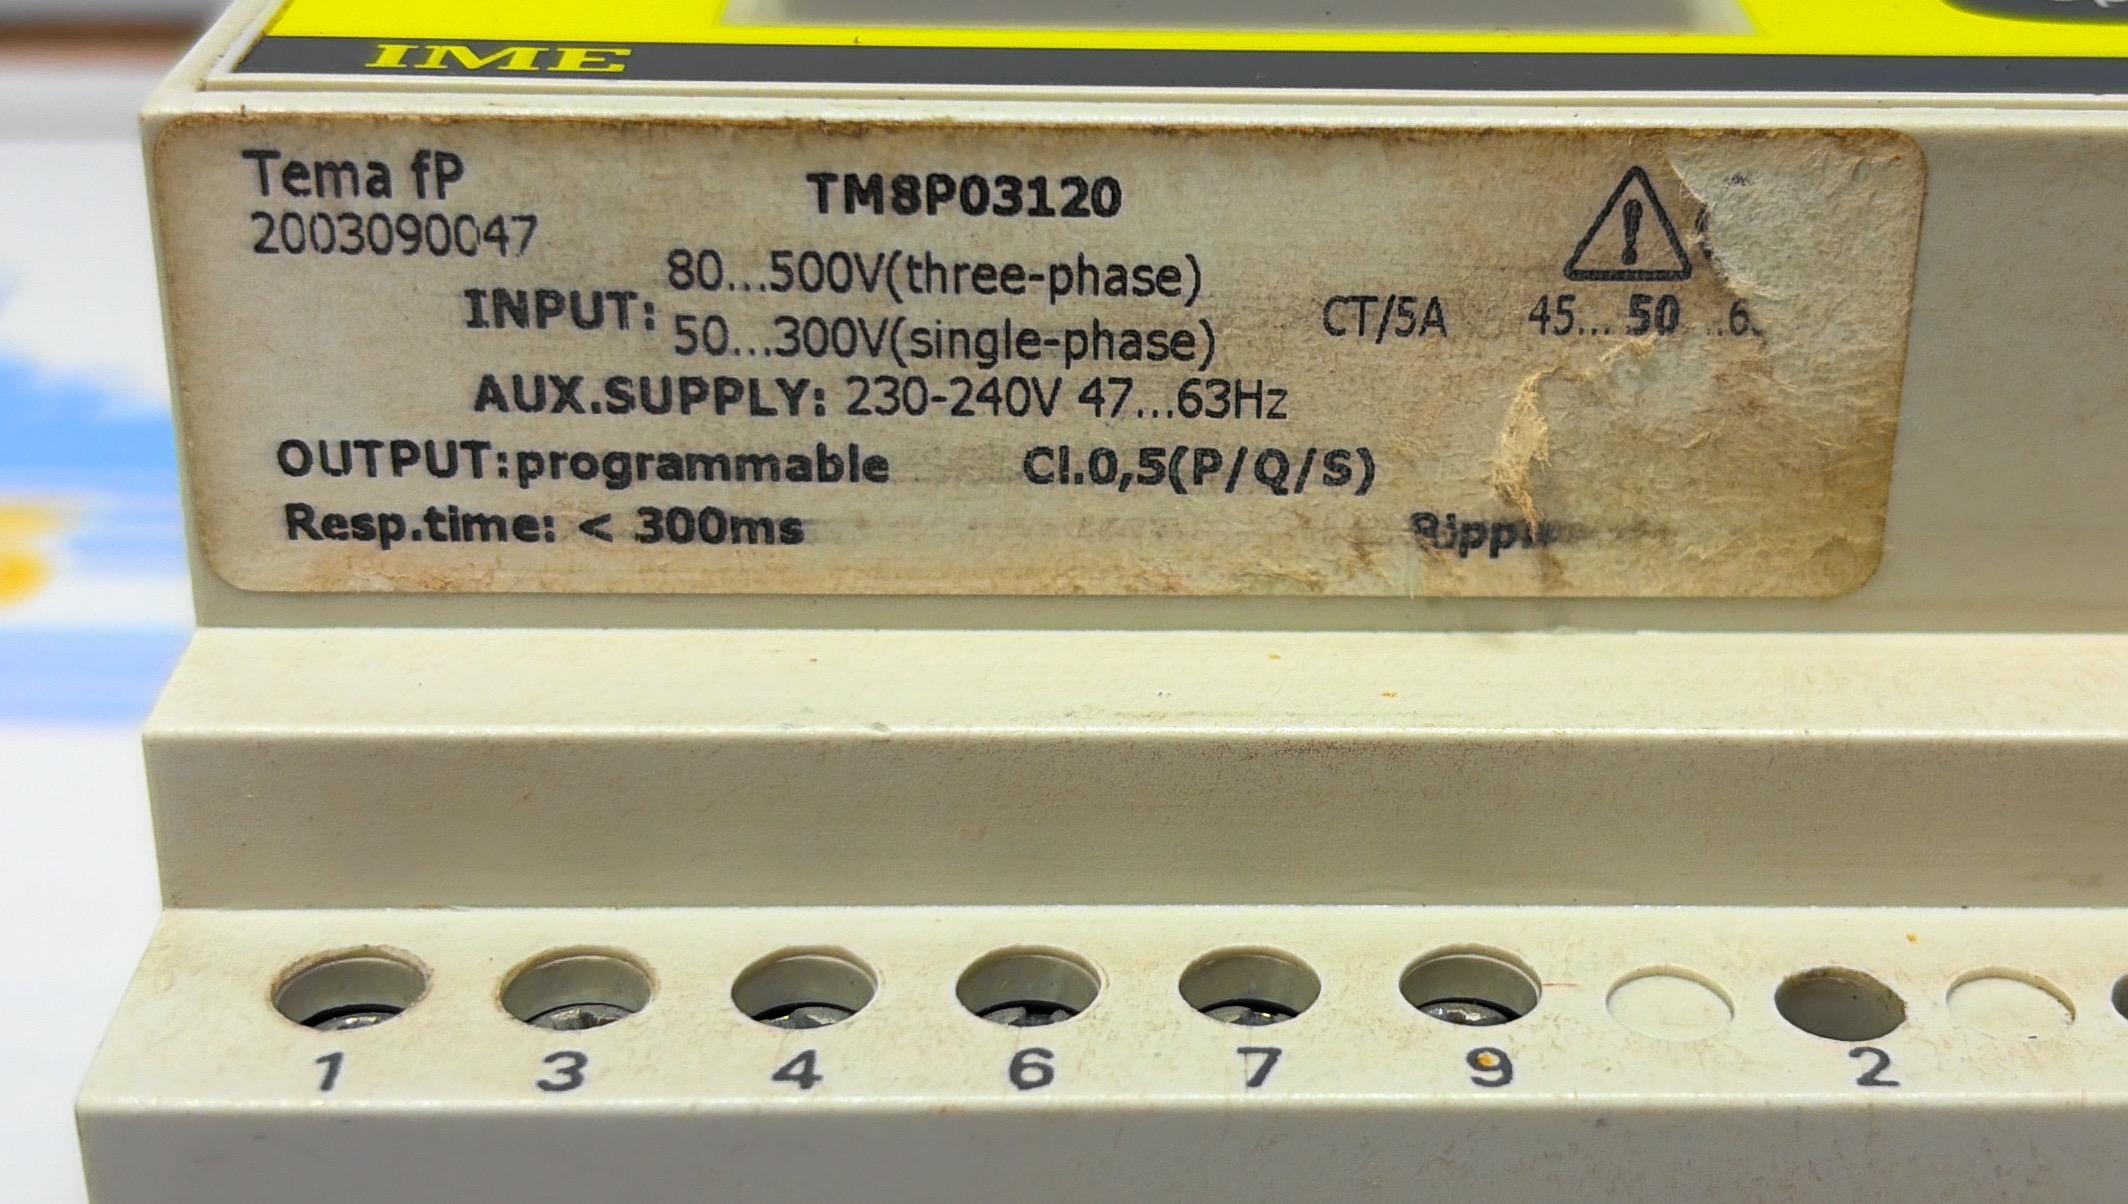 IME
Tema fP
TM8P03120
2003090047
INPUT: 80...500V(three-phase)
50...300V(single-phase)
CT/5A 45... 50
AUX.SUPPLY: 230-240V 47...63Hz
OUTPUT:programmable Cl.0,5(P/Q/S)
Resp.time: < 300ms
1 3 4 6 7 9 2